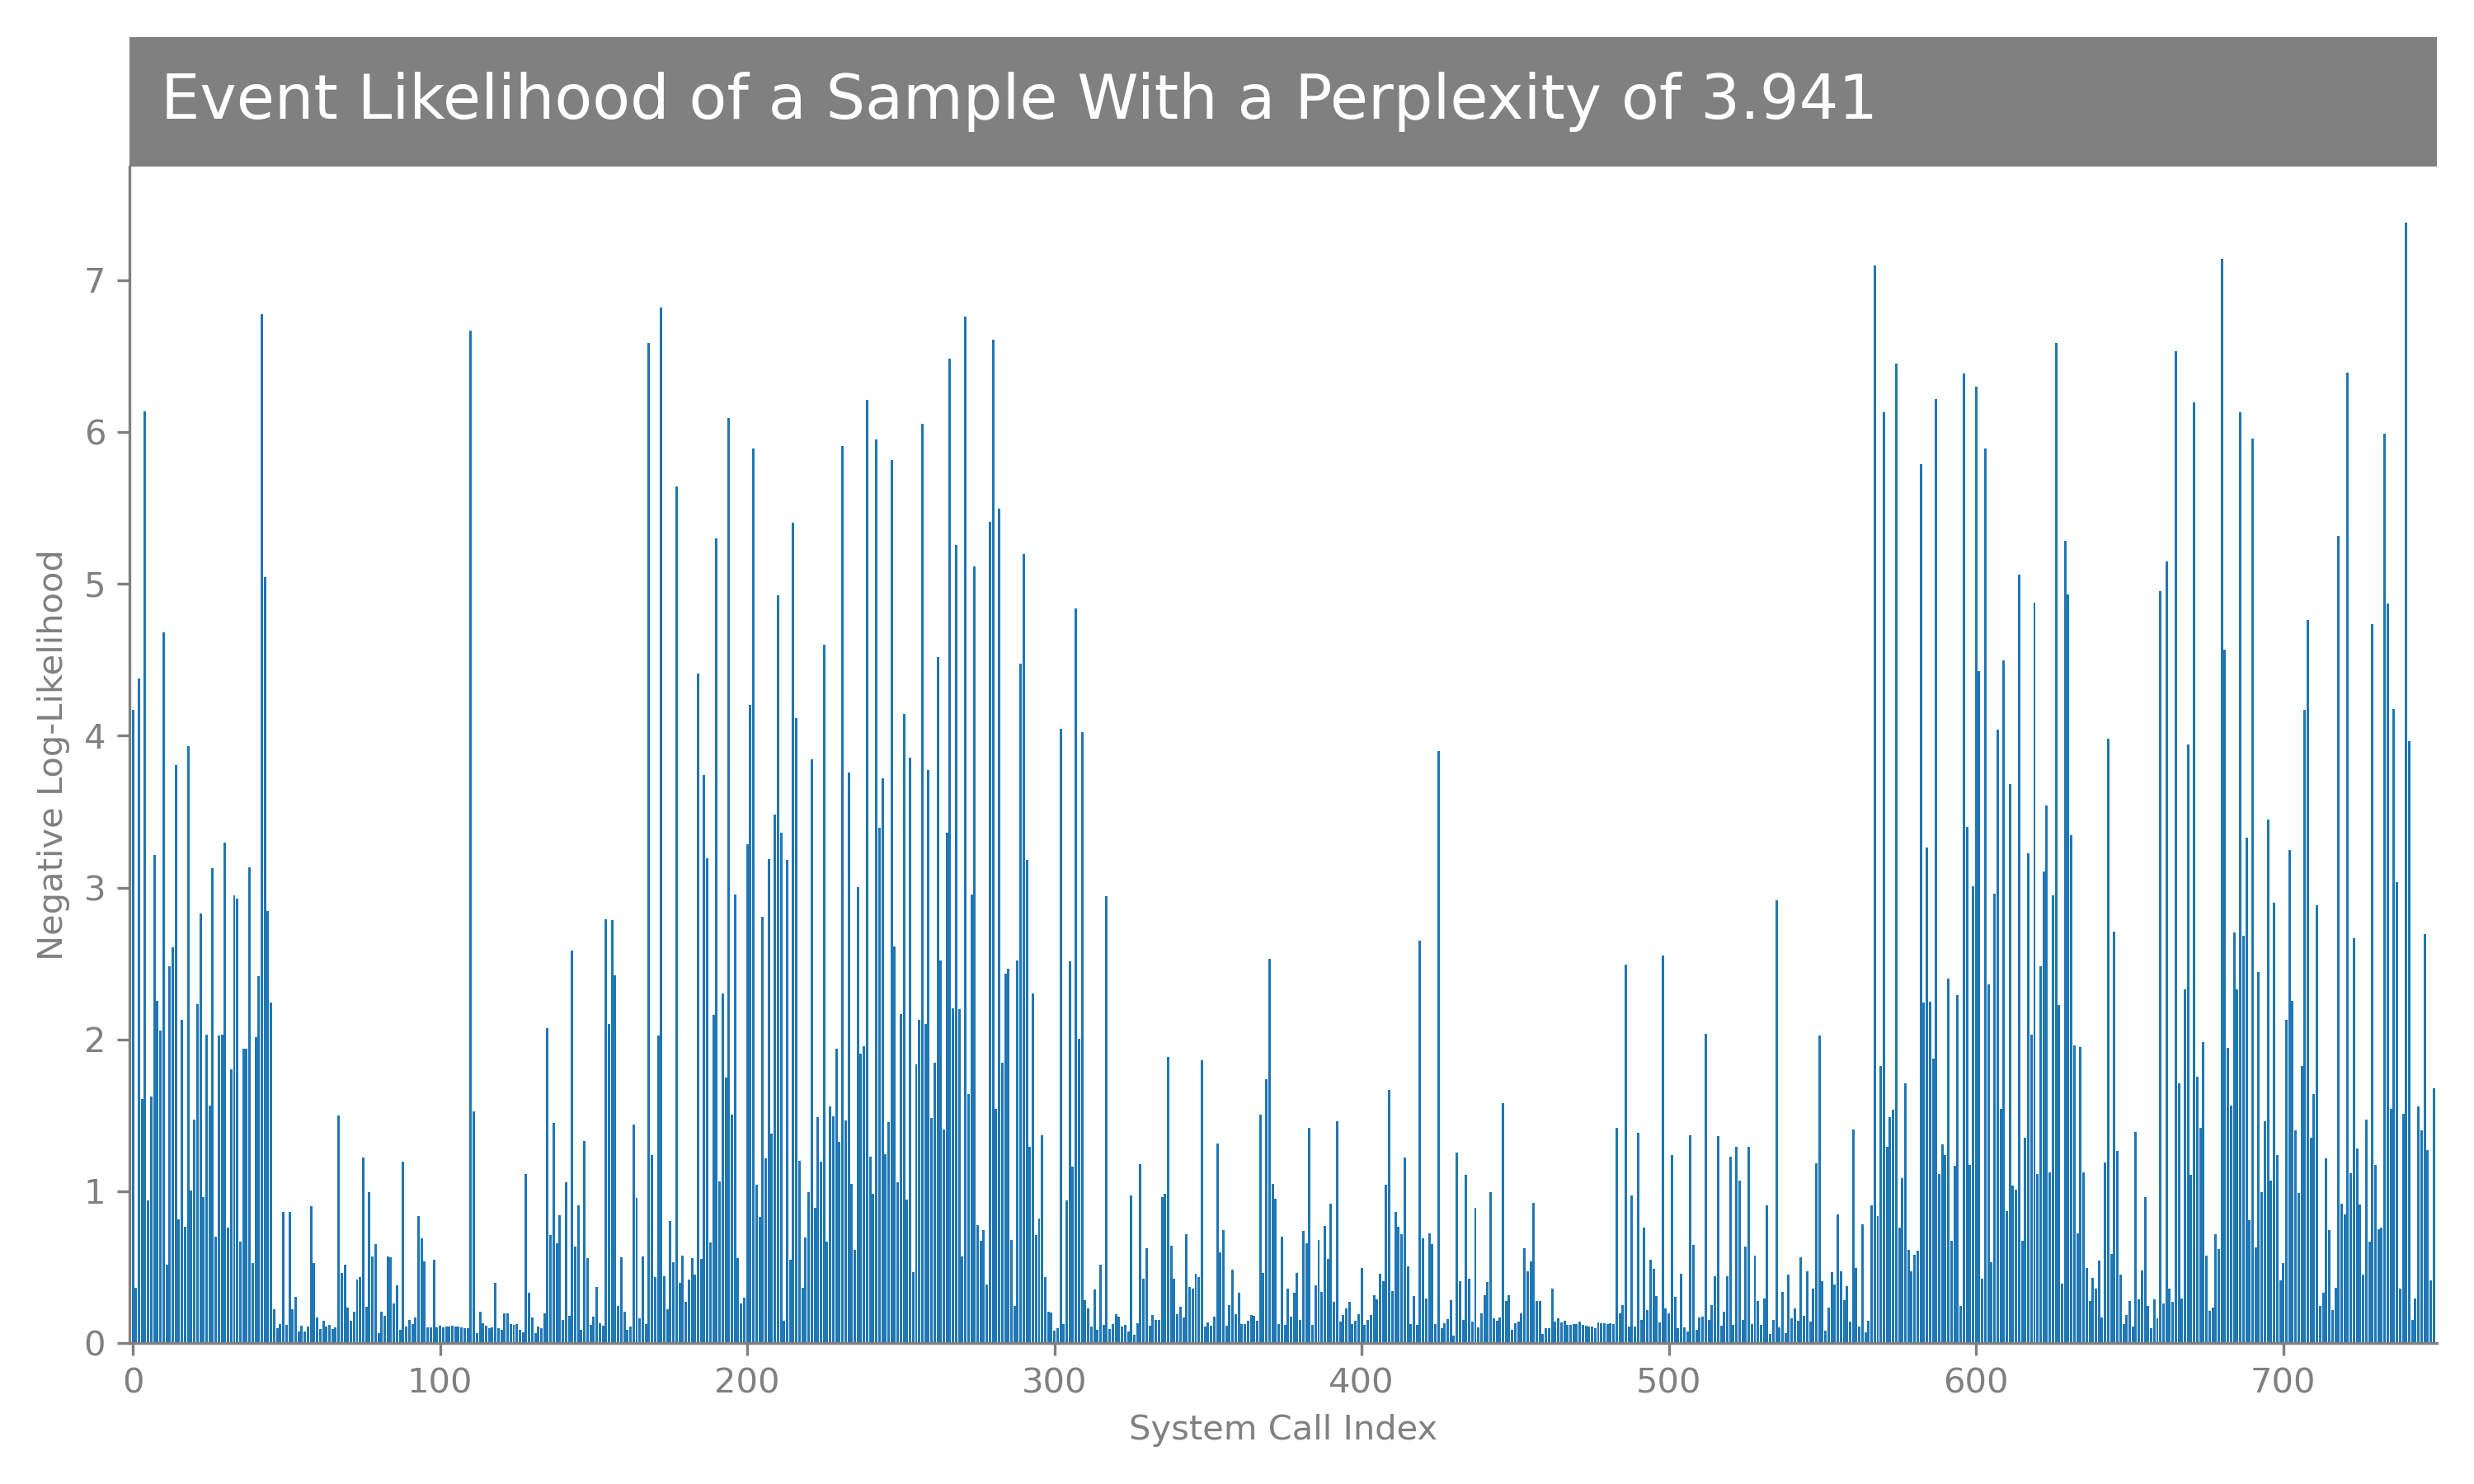 Event Likelihood of a Sample With a Perplexity of 3.941
7
6
5
4
3
2
1
0
Negative Log-Likelihood
0 100 200 300 400 500 600 700
System Call Index